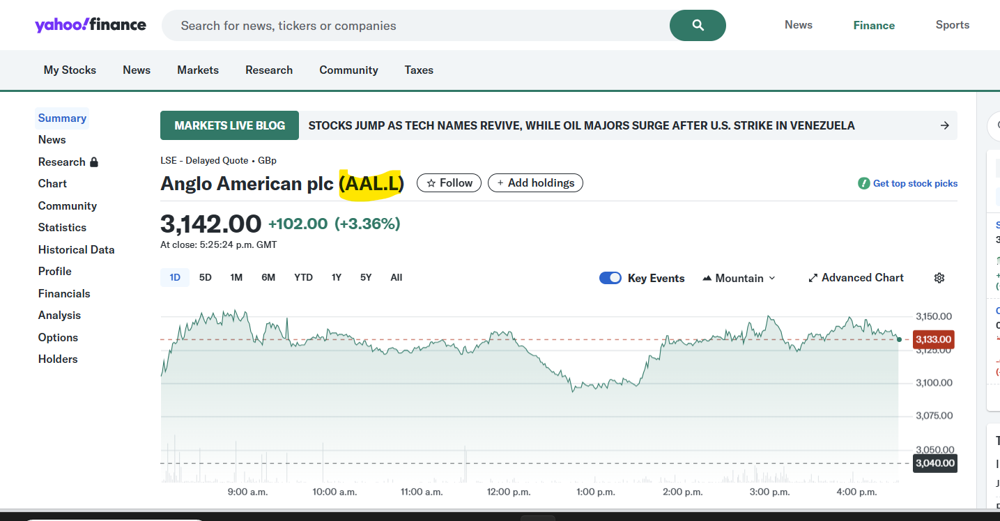 yahoo!finance
Search for news, tickers or companies
News Finance Sports
My Stocks News Markets Research Community Taxes
Summary
News
Research
Chart
Community
Statistics
Historical Data
Profile
Financials
Analysis
Options
Holders
MARKETS LIVE BLOG STOCKS JUMP AS TECH NAMES REVIVE, WHILE OIL MAJORS SURGE AFTER U.S. STRIKE IN VENEZUELA
LSE - Delayed Quote • GBp
Anglo American plc (AAL.L) Follow + Add holdings Get top stock picks
3,142.00 +102.00 (+3.36%)
At close: 5:25:24 p.m. GMT
1D 5D 1M 6M YTD 1Y 5Y All Key Events Mountain Advanced Chart
3,150.00
3,133.00
3,125.00
3,100.00
3,075.00
3,050.00
3,040.00
9:00 a.m. 10:00 a.m. 11:00 a.m. 12:00 p.m. 1:00 p.m. 2:00 p.m. 3:00 p.m. 4:00 p.m.